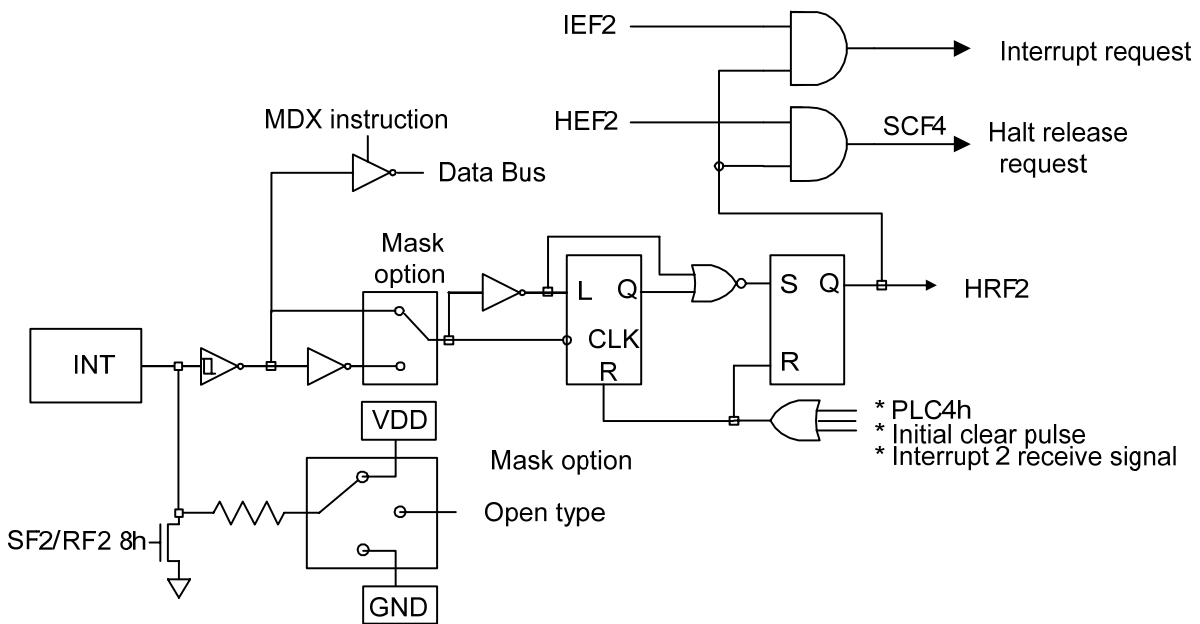 IEF2
Interrupt request
HEF2
SCF4
Halt release
request
MDX instruction
Data Bus
Mask
option
L
Q
CLK
R
S
Q
R
HRF2
INT
* PLC4h
* Initial clear pulse
* Interrupt 2 receive signal
VDD
Mask option
Open type
SF2/RF2 8h
GND